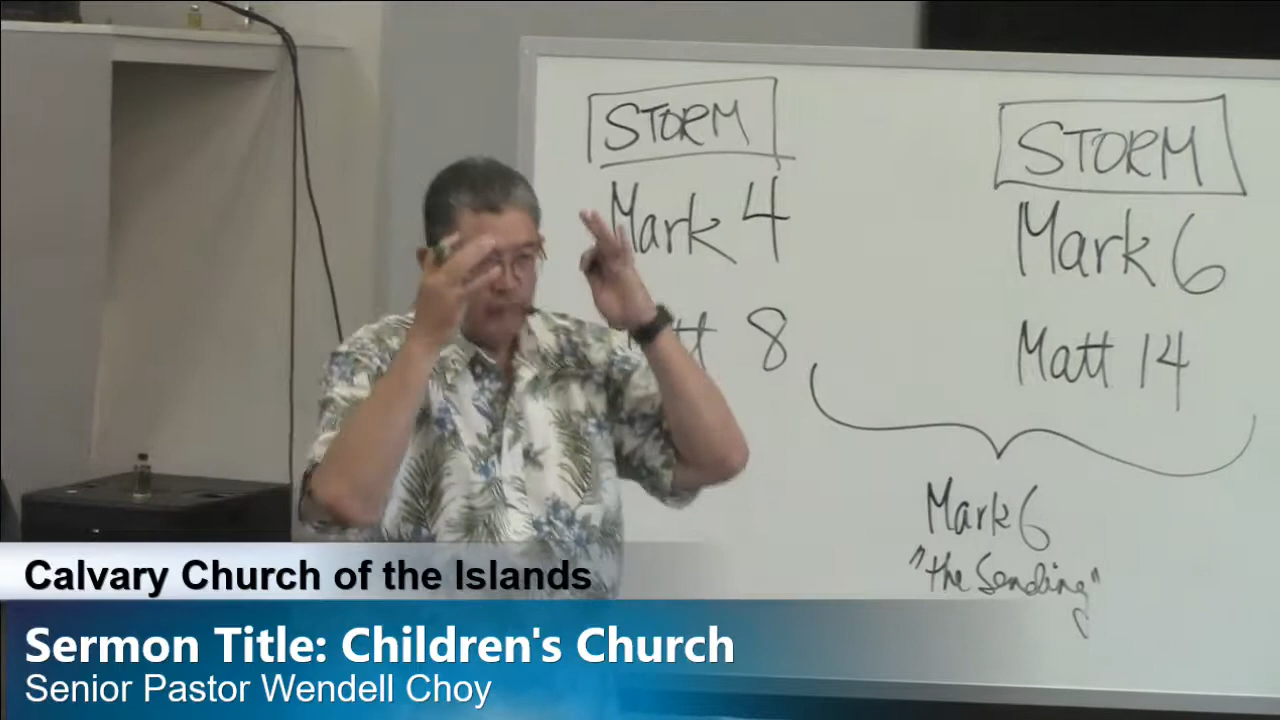 STORM
Mark 4
8
STORM
Mark 6
Matt 14
Mark 6
"the Sending"
Calvary Church of the Islands
Sermon Title: Children's Church
Senior Pastor Wendell Choy